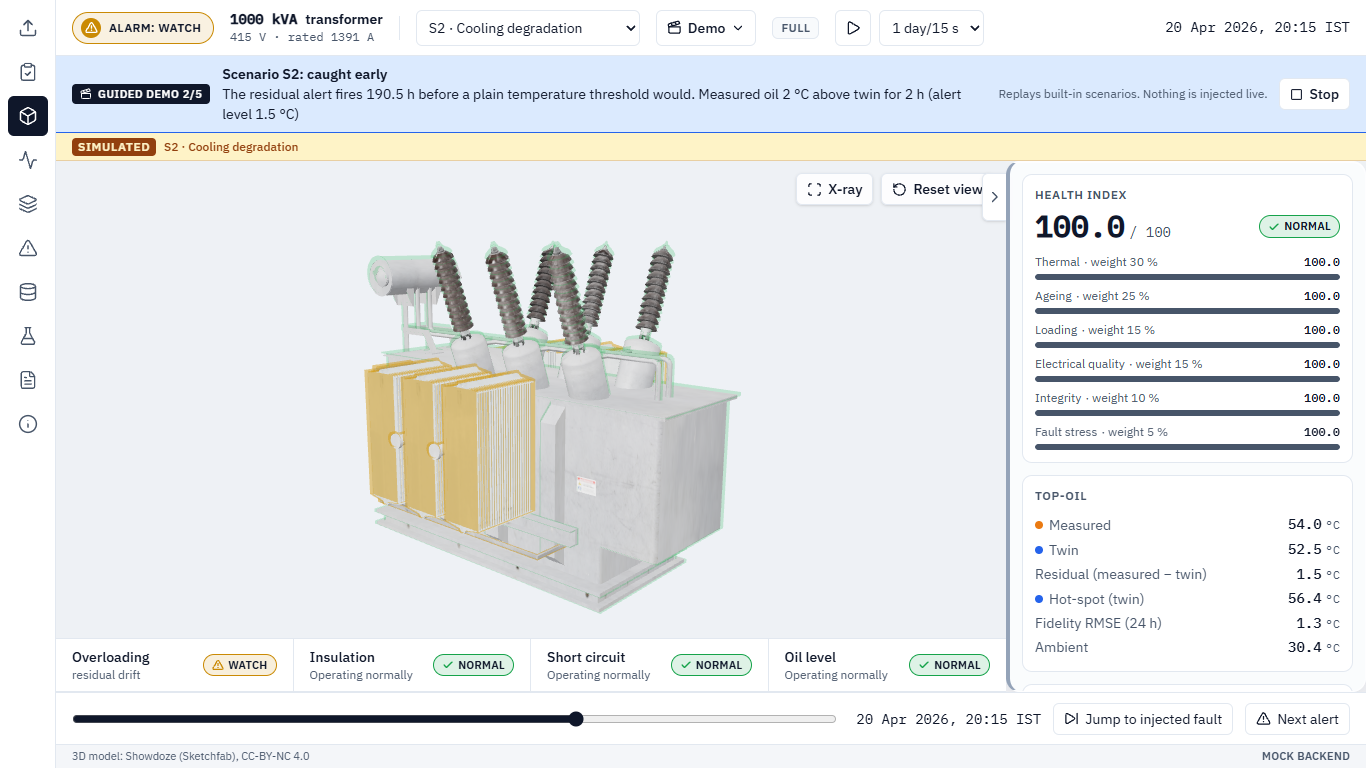 ALARM: WATCH
1000 kVA transformer
415 V · rated 1391 A
S2 · Cooling degradation
Demo
FULL
1 day/15 s
20 Apr 2026, 20:15 IST
GUIDED DEMO 2/5
Scenario S2: caught early
The residual alert fires 190.5 h before a plain temperature threshold would. Measured oil 2 °C above twin for 2 h (alert
level 1.5 °C)
Replays built-in scenarios. Nothing is injected live.
Stop
SIMULATED S2 · Cooling degradation
X-ray
Reset view
HEALTH INDEX
100.0 / 100
NORMAL
Thermal · weight 30 % 100.0
Ageing · weight 25 % 100.0
Loading · weight 15 % 100.0
Electrical quality · weight 15 % 100.0
Integrity · weight 10 % 100.0
Fault stress · weight 5 % 100.0
TOP-OIL
Measured 54.0 °C
Twin 52.5 °C
Residual (measured − twin) 1.5 °C
Hot-spot (twin) 56.4 °C
Fidelity RMSE (24 h) 1.3 °C
Ambient 30.4 °C
Overloading
residual drift
WATCH
Insulation
Operating normally
NORMAL
Short circuit
Operating normally
NORMAL
Oil level
Operating normally
NORMAL
20 Apr 2026, 20:15 IST
Jump to injected fault
Next alert
3D model: Showdoze (Sketchfab), CC-BY-NC 4.0
MOCK BACKEND